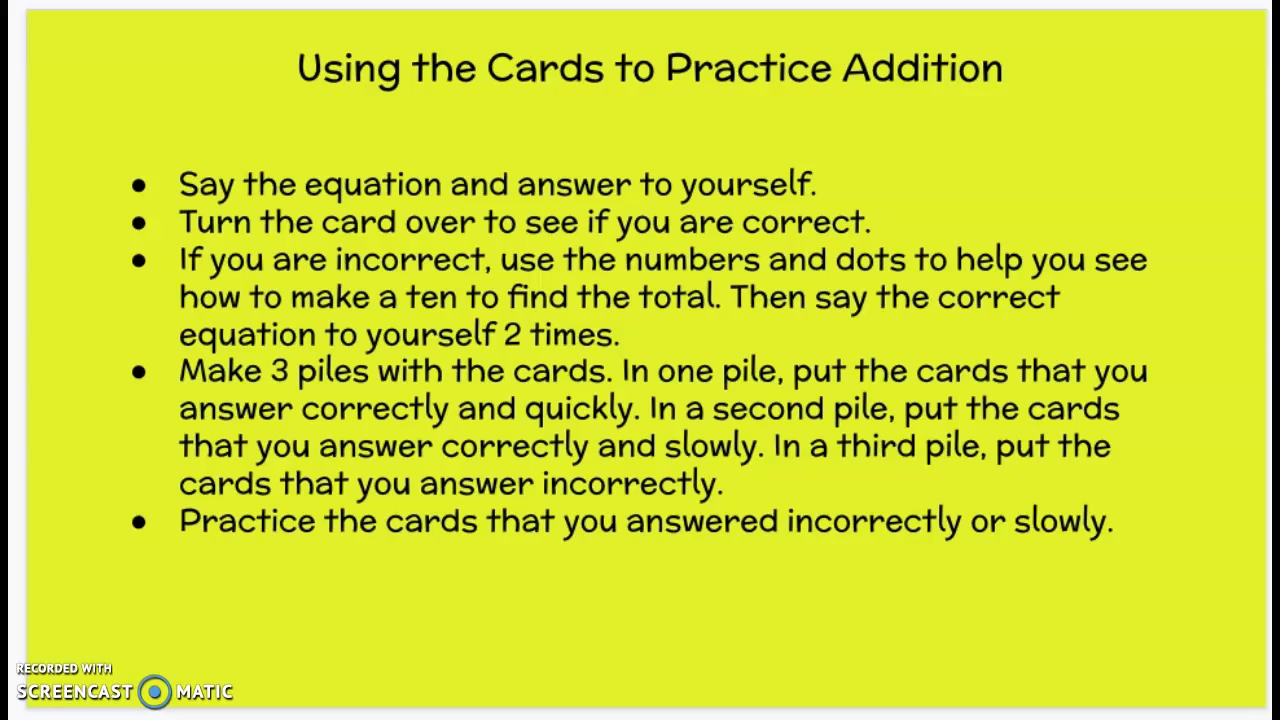 Using the Cards to Practice Addition
● Say the equation and answer to yourself.
● Turn the card over to see if you are correct.
● If you are incorrect, use the numbers and dots to help you see
how to make a ten to find the total. Then say the correct
equation to yourself 2 times.
● Make 3 piles with the cards. In one pile, put the cards that you
answer correctly and quickly. In a second pile, put the cards
that you answer correctly and slowly. In a third pile, put the
cards that you answer incorrectly.
● Practice the cards that you answered incorrectly or slowly.
RECORDED WITH
SCREENCAST MATIC